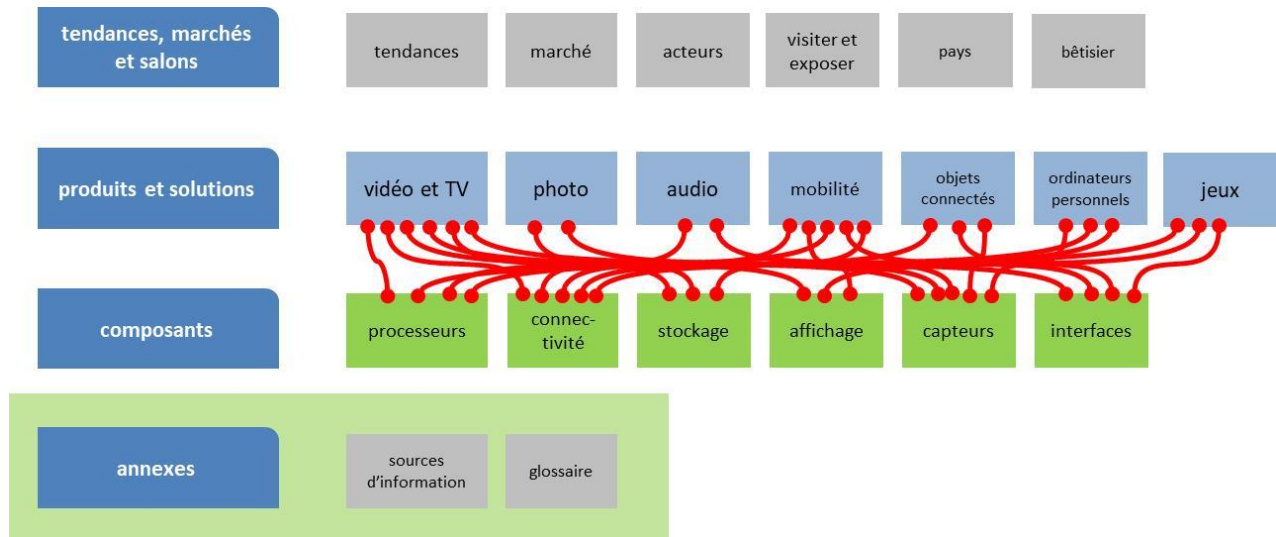 tendances, marchés
et salons
tendances
marché
acteurs
visiter et
exposer
pays
bêtisier
produits et solutions
vidéo et TV
photo
audio
mobilité
objets
connectés
ordinateurs
personnels
jeux
composants
processeurs
connec-
tivité
stockage
affichage
capteurs
interfaces
annexes
sources
d’information
glossaire